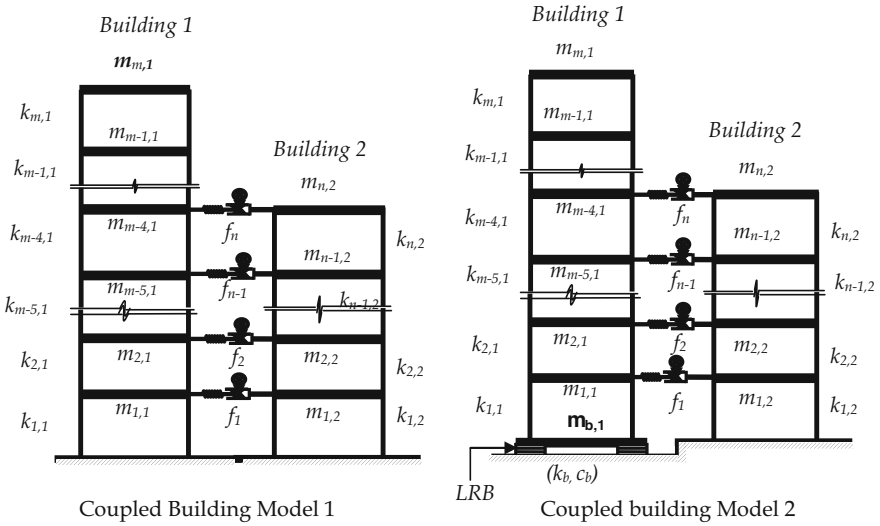 Building 1
m_{m,1}
k_{m,1}
m_{m-1,1}
Building 2
k_{m-1,1}
m_{n,2}
m_{m-4,1}
f_n
k_{m-4,1}
m_{n-1,2}
k_{n,2}
m_{m-5,1}
f_{n-1}
k_{m-5,1}
k_{n-1,2}
k_{2,1}
m_{2,1}
f_2
m_{2,2}
k_{2,2}
m_{1,1}
f_1
m_{1,2}
k_{1,1}
k_{1,2}
Coupled Building Model 1
Building 1
m_{m,1}
k_{m,1}
m_{m-1,1}
Building 2
k_{m-1,1}
m_{n,2}
m_{m-4,1}
f_n
k_{m-4,1}
m_{n-1,2}
k_{n,2}
m_{m-5,1}
f_{n-1}
k_{m-5,1}
k_{n-1,2}
k_{2,1}
m_{2,1}
f_2
m_{2,2}
k_{2,2}
m_{1,1}
f_1
m_{1,2}
k_{1,1}
k_{1,2}
m_{b,1}
LRB
(k_b, c_b)
Coupled building Model 2